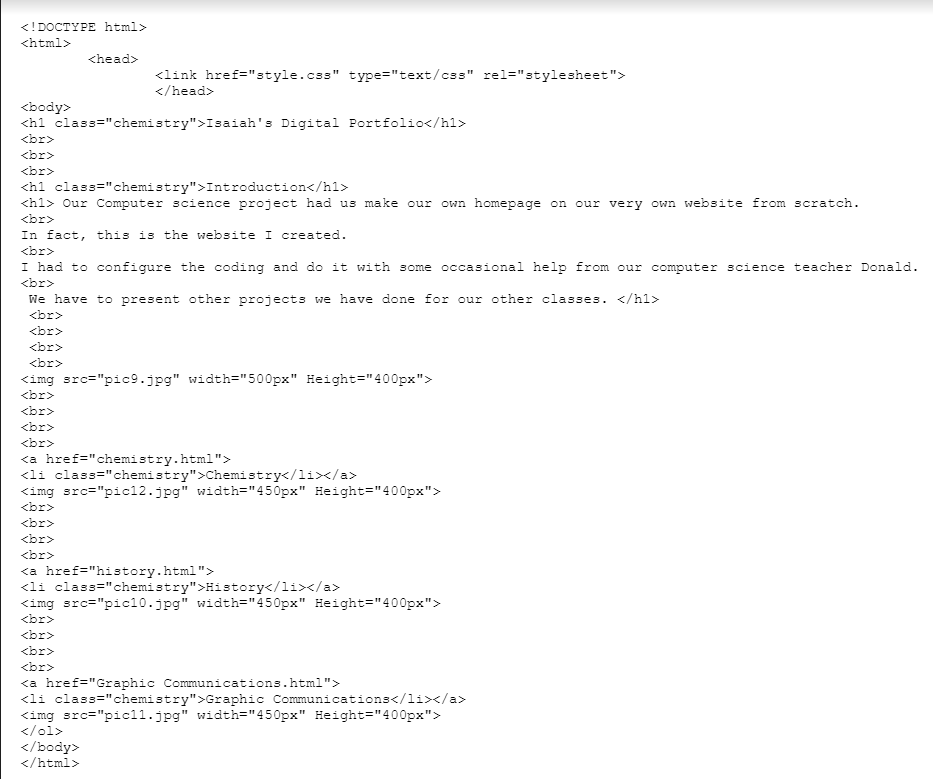 <!DOCTYPE html>
<html>
<head>
<link href="style.css" type="text/css" rel="stylesheet">
</head>
<body>
<h1 class="chemistry">Isaiah's Digital Portfolio</h1>
<br>
<br>
<br>
<h1 class="chemistry">Introduction</h1>
<h1> Our Computer science project had us make our own homepage on our very own website from scratch.
<br>
In fact, this is the website I created.
<br>
I had to configure the coding and do it with some occasional help from our computer science teacher Donald.
<br>
We have to present other projects we have done for our other classes. </h1>
<br>
<br>
<br>
<br>
<img src="pic9.jpg" width="500px" Height="400px">
<br>
<br>
<br>
<br>
<a href="chemistry.html">
<li class="chemistry">Chemistry</li></a>
<img src="pic12.jpg" width="450px" Height="400px">
<br>
<br>
<br>
<br>
<a href="history.html">
<li class="chemistry">History</li></a>
<img src="pic10.jpg" width="450px" Height="400px">
<br>
<br>
<br>
<br>
<a href="Graphic Communications.html">
<li class="chemistry">Graphic Communications</li></a>
<img src="pic11.jpg" width="450px" Height="400px">
</ol>
</body>
</html>